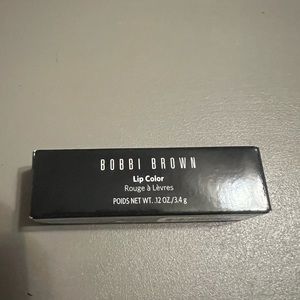 BOBBI BROWN
Lip Color
Rouge à Lèvres
POIDS NET WT. .12 OZ./3.4 g